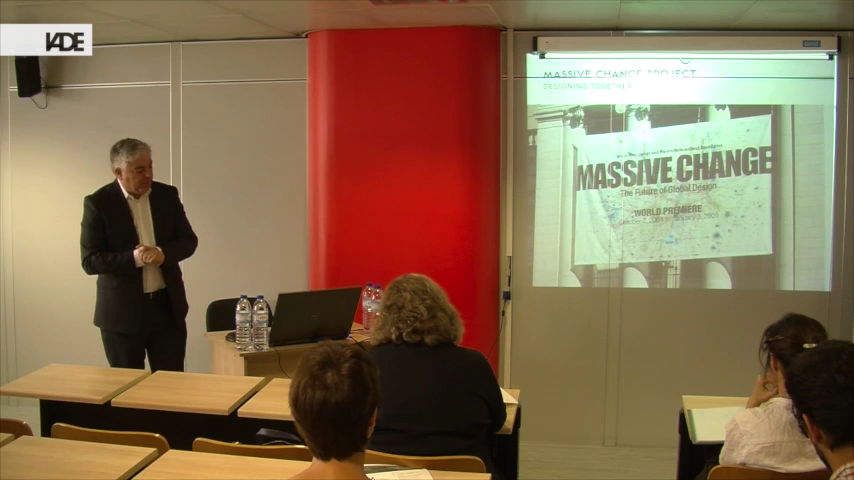 IADE
MASSIVE CHANGE PROJECT
DESIGNING TOGETHER
MASSIVE CHANGE
The Future of Global Design
WORLD PREMIERE